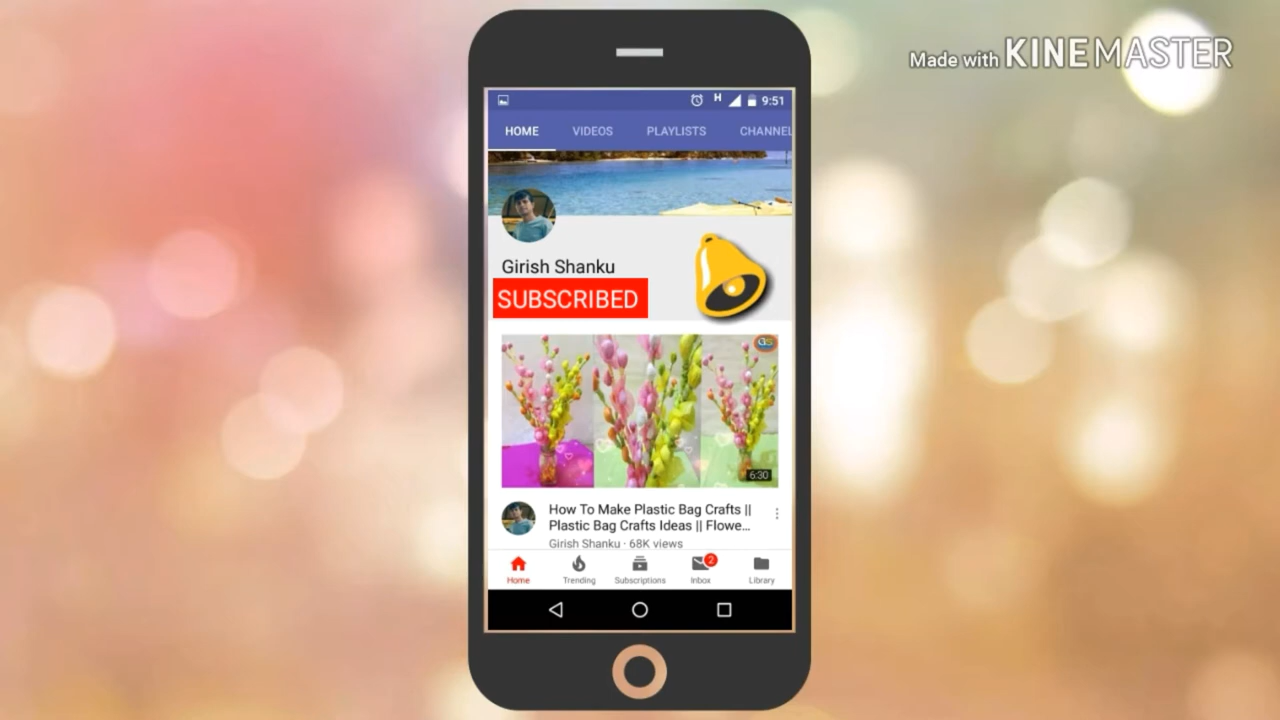 Made with KINEMASTER
H 9:51
HOME VIDEOS PLAYLISTS CHANNEL
Girish Shanku
SUBSCRIBED
GS
6:30
How To Make Plastic Bag Crafts ||
Plastic Bag Crafts Ideas || Flowe...
Girish Shanku · 68K views
2
Home Trending Subscriptions Inbox Library